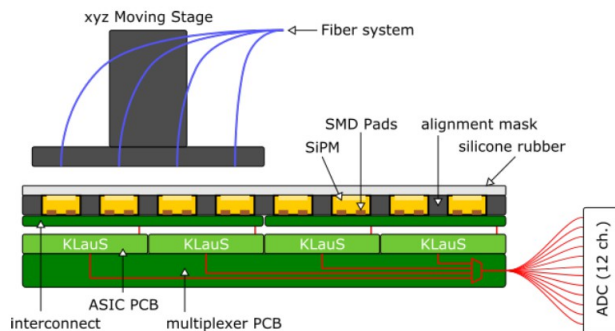 xyz Moving Stage
Fiber system
SMD Pads
alignment mask
SiPM
silicone rubber
KLauS
KLauS
KLauS
KLauS
ADC (12 ch.)
ASIC PCB
interconnect
multiplexer PCB